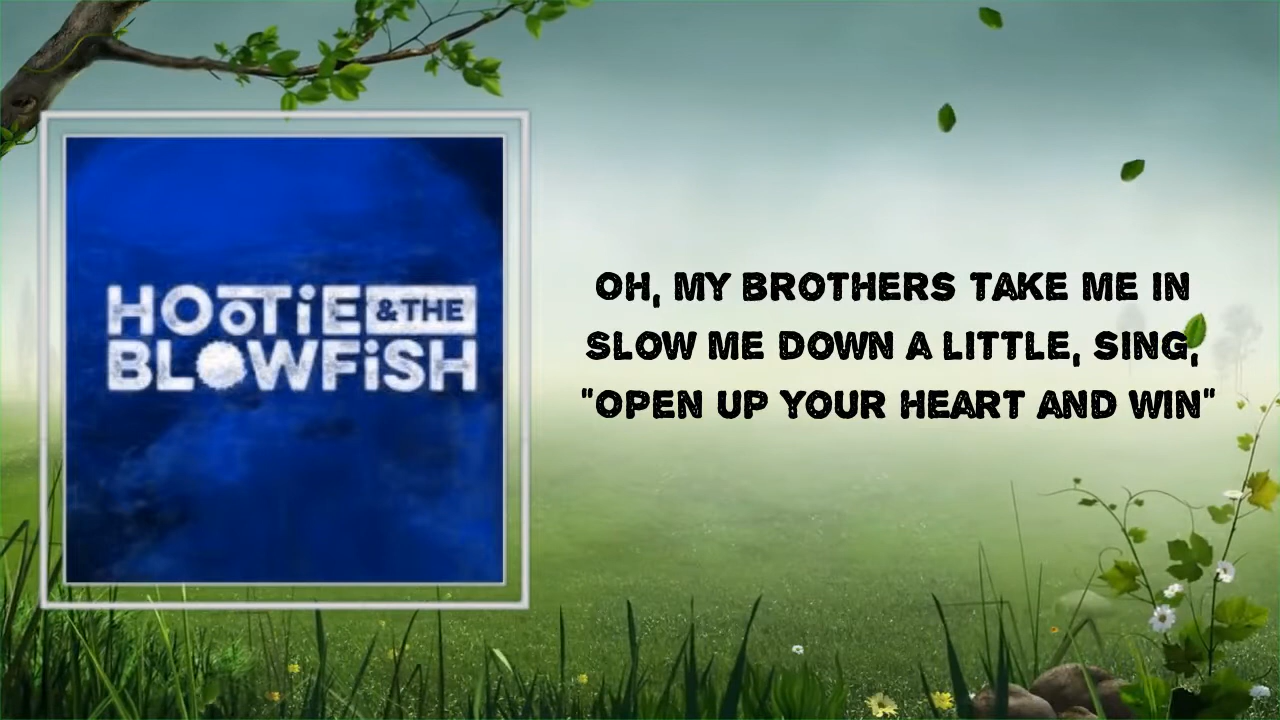 HOOTiE & THE
BLOWFiSH
OH, MY BROTHERS TAKE ME IN
SLOW ME DOWN A LITTLE, SING,
"OPEN UP YOUR HEART AND WIN"